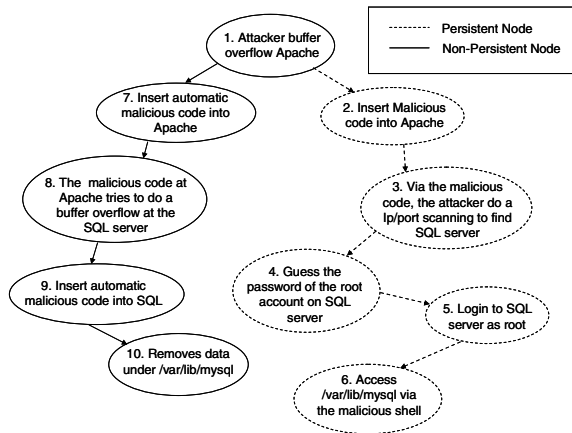 1. Attacker buffer
overflow Apache
Persistent Node
Non-Persistent Node
7. Insert automatic
malicious code into
Apache
2. Insert Malicious
code into Apache
8. The malicious code at
Apache tries to do a
buffer overflow at the
SQL server
3. Via the malicious
code, the attacker do a
Ip/port scanning to find
SQL server
9. Insert automatic
malicious code into SQL
4. Guess the
password of the root
account on SQL
server
5. Login to SQL
server as root
10. Removes data
under /var/lib/mysql
6. Access
/var/lib/mysql via
the malicious shell